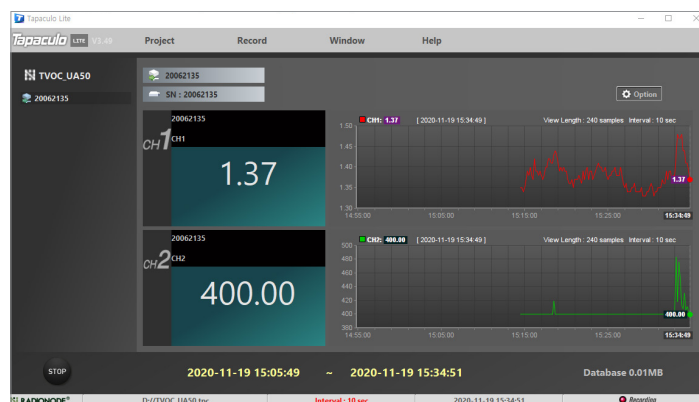 Tapaculo Lite
Tapaculo LITE V3.48
Project Record Window Help
TVOC_UA50
20062135
20062135
SN : 20062135
Option
CH1
20062135
CH1
1.37
CH1: 1.37 [ 2020-11-19 15:34:49 ] View Length : 240 samples Interval : 10 sec
1.50
1.45
1.40
1.35
1.30
1.37
14:55:00 15:05:00 15:15:00 15:25:00 15:34:49
CH2
20062135
CH2
400.00
CH2: 400.00 [ 2020-11-19 15:34:49 ] View Length : 240 samples Interval : 10 sec
500
480
460
440
420
400
380
400.00
14:55:00 15:05:00 15:15:00 15:25:00 15:34:49
STOP
2020-11-19 15:05:49 ~ 2020-11-19 15:34:51
Database 0.01MB
RADIONODE® D://TVOC_UA50.tpc Interval : 10 sec 2020-11-19 15:34:51 Recording